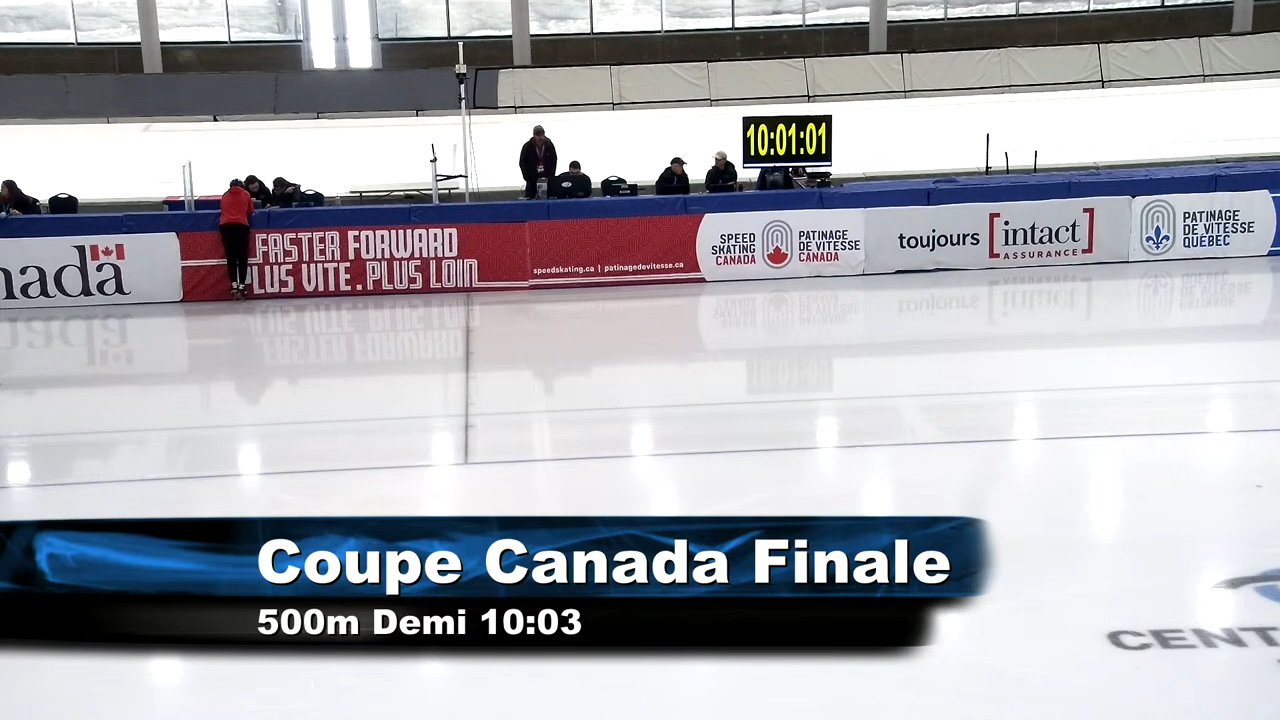 10:01:01
nada
FASTER FORWARD
PLUS VITE. PLUS LOIN
speedskating.ca | patinagedevitesse.ca
SPEED
SKATING
CANADA
PATINAGE
DE VITESSE
CANADA
toujours [intact]
ASSURANCE
PATINAGE
DE VITESSE
QUÉBEC
Coupe Canada Finale
500m Demi 10:03
CENT